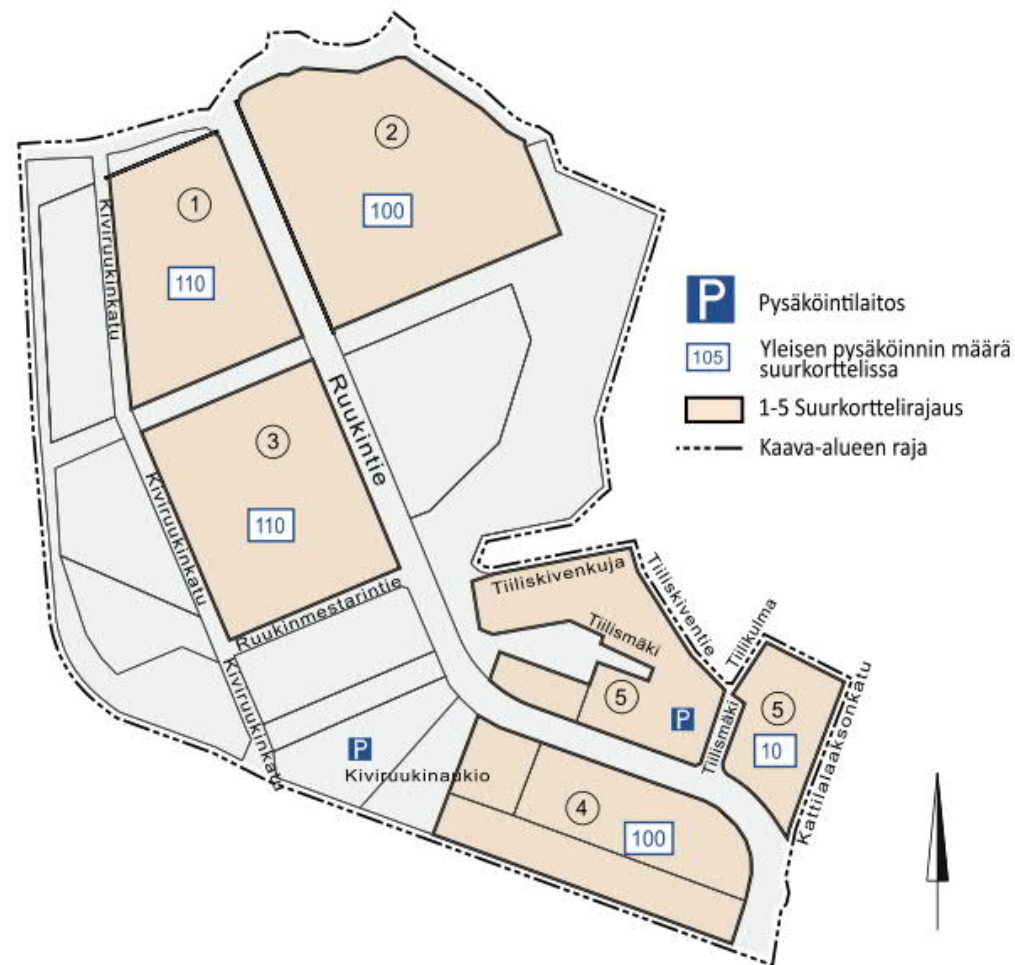 2
100
1
110
Kiviruukinkatu
P Pysäköintilaitos
105 Yleisen pysäköinnin määrä
suurkorttelissa
1-5 Suurkorttelirajaus
Kaava-alueen raja
Ruukintie
3
110
Kiviruukinkatu
Ruukinmestarintie
Kiviruukinkatu
Tiiliskivenkuja
Tiiliskiventie
Tiilismäki
Tiilikulma
5
P
Tiilismäki
5
10
Kattilalaaksonkatu
P
Kiviruukinaukio
4
100